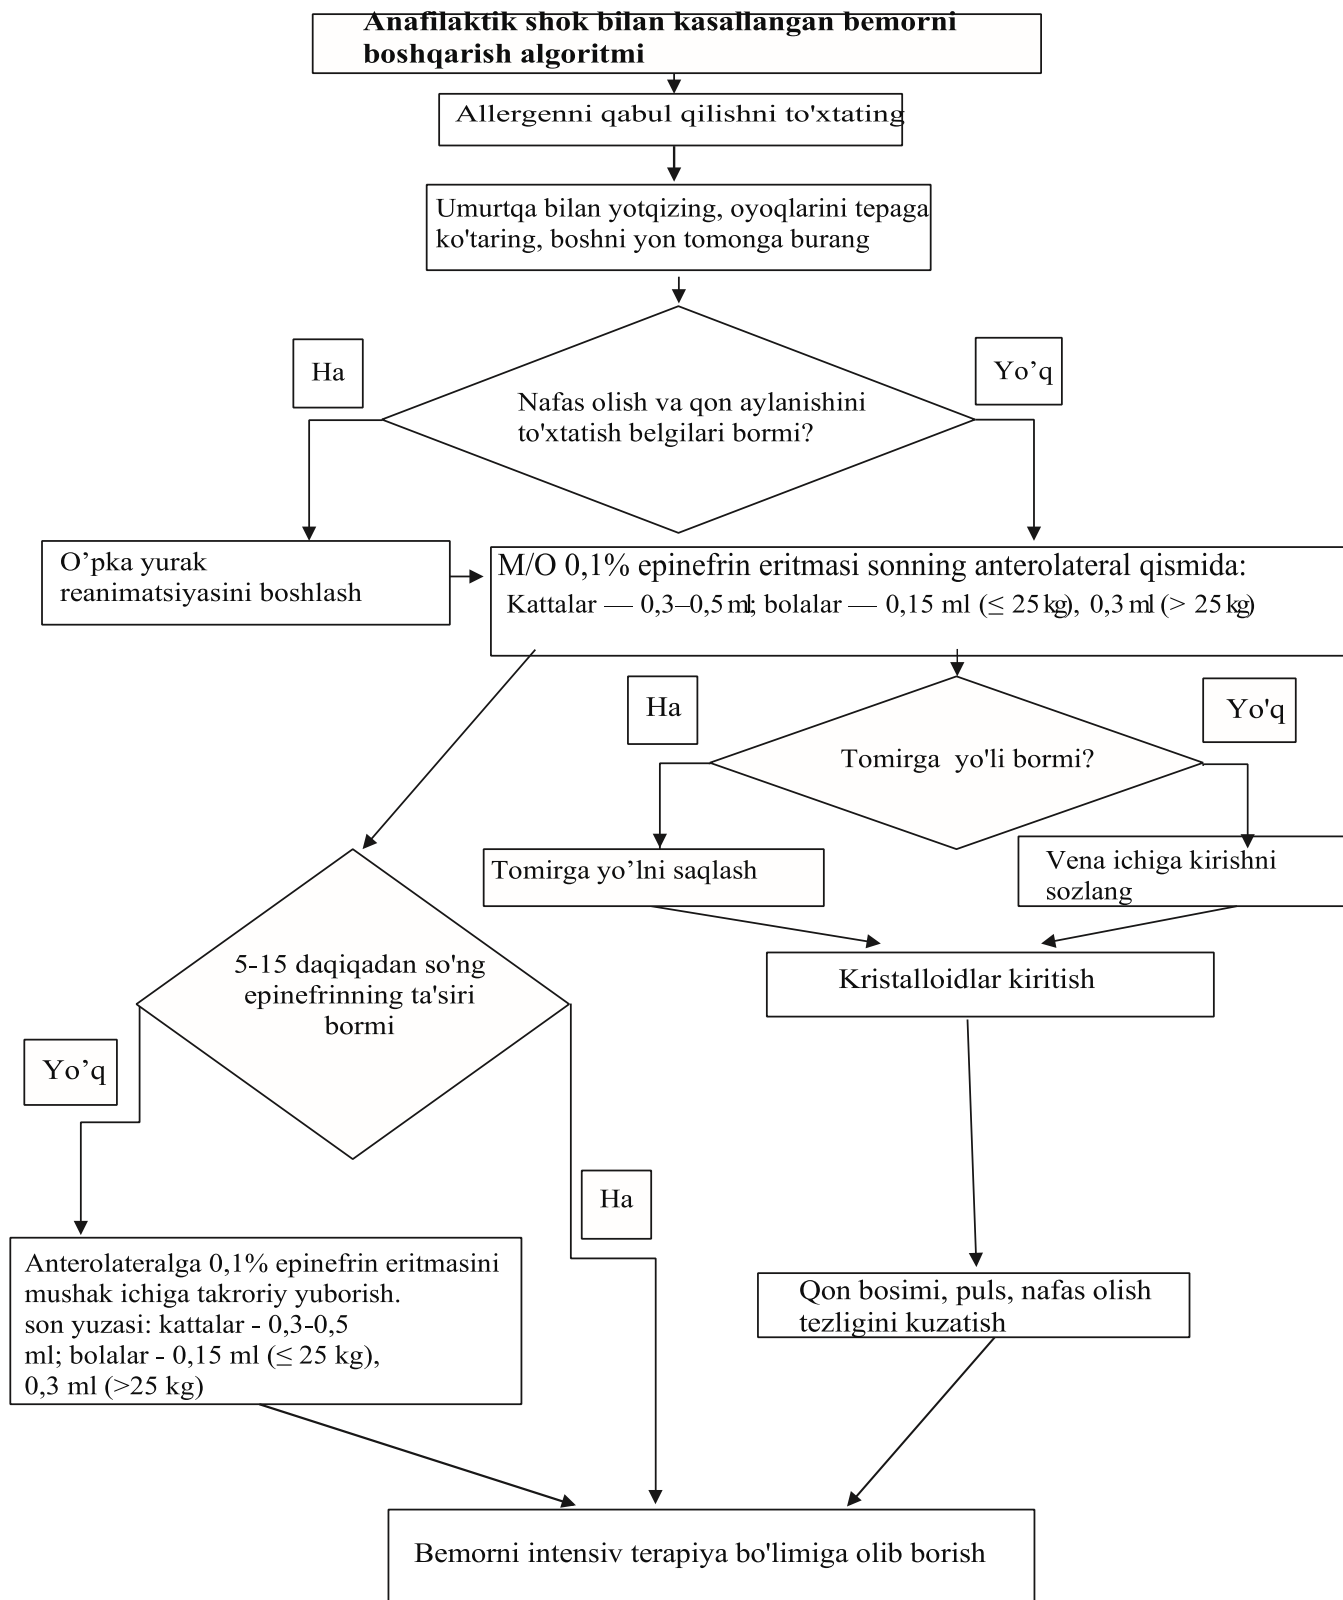 Anafilaktik shok bilan kasallangan bemorni
boshqarish algoritmi
Allergenni qabul qilishni to'xtating
Umurtqa bilan yotqizing, oyoqlarini tepaga
ko'taring, boshni yon tomonga burang
Ha
Yo’q
Nafas olish va qon aylanishini
to'xtatish belgilari bormi?
O’pka yurak
reanimatsiyasini boshlash
M/O 0,1% epinefrin eritmasi sonning anterolateral qismida:
Kattalar — 0,3–0,5 ml; bolalar — 0,15 ml (≤ 25 kg), 0,3 ml (> 25 kg)
Ha
Yo'q
Tomirga yo'li bormi?
Tomirga yo’lni saqlash
Vena ichiga kirishni
sozlang
5-15 daqiqadan so'ng
epinefrinning ta'siri
bormi
Kristalloidlar kiritish
Yo’q
Ha
Anterolateralga 0,1% epinefrin eritmasini
mushak ichiga takroriy yuborish.
son yuzasi: kattalar - 0,3-0,5
ml; bolalar - 0,15 ml (≤ 25 kg),
0,3 ml (>25 kg)
Qon bosimi, puls, nafas olish
tezligini kuzatish
Bemorni intensiv terapiya bo'limiga olib borish